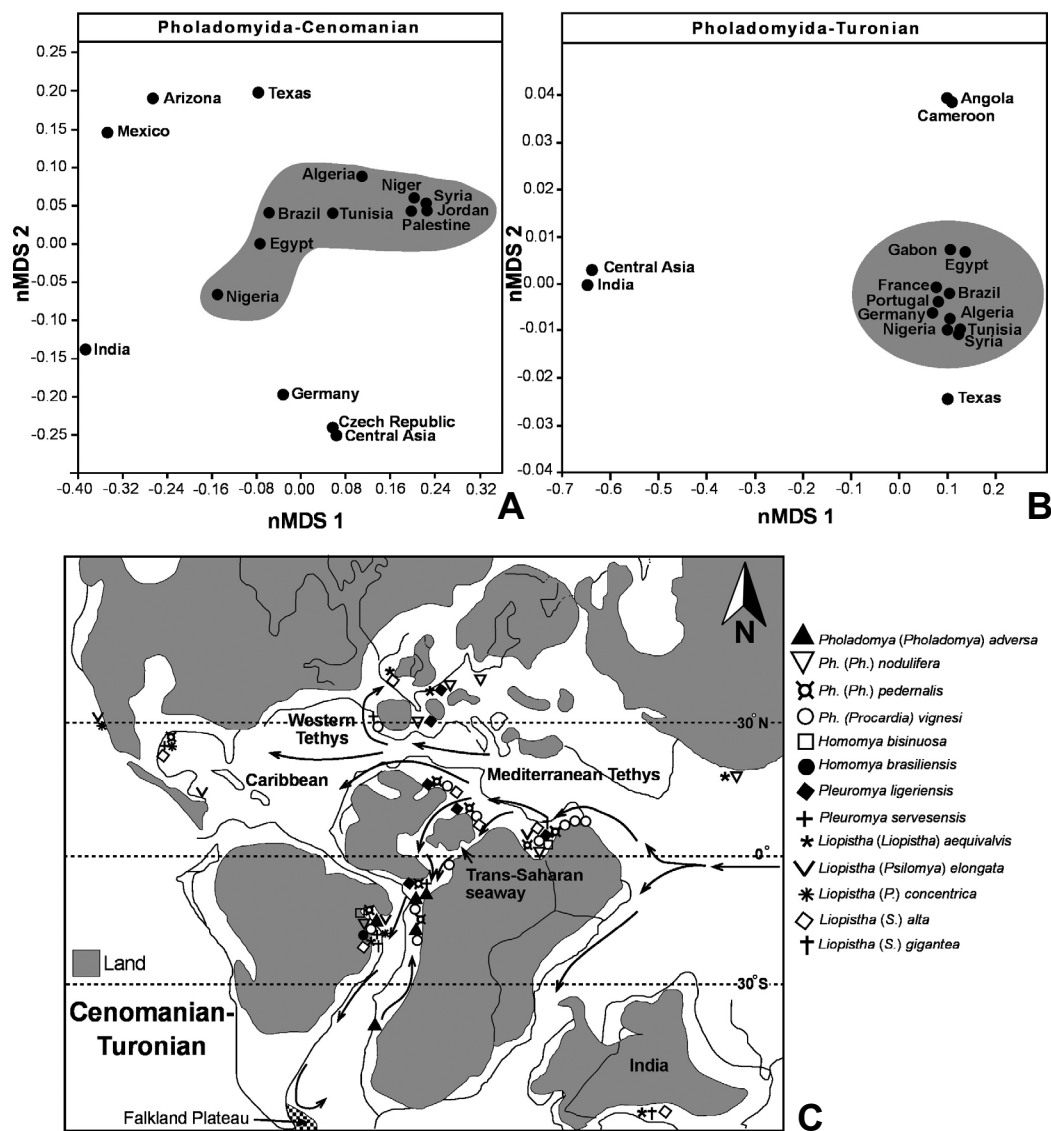 Pholadomyida-Cenomanian
0.25
0.20
0.15
0.10
0.05
0.00
-0.05
-0.10
-0.15
-0.20
-0.25
nMDS 2
Arizona
Texas
Mexico
Algeria
Niger
Syria
Brazil
Tunisia
Jordan
Palestine
Egypt
Nigeria
India
Germany
Czech Republic
Central Asia
-0.40 -0.32 -0.24 -0.16 -0.08 0.00 0.08 0.16 0.24 0.32
nMDS 1
A
Pholadomyida-Turonian
0.04
0.03
0.02
0.01
0.00
-0.01
-0.02
-0.03
-0.04
nMDS 2
Angola
Cameroon
Gabon
Egypt
Central Asia
India
France
Brazil
Portugal
Germany
Algeria
Nigeria
Tunisia
Syria
Texas
-0.7 -0.6 -0.5 -0.4 -0.3 -0.2 -0.1 0.0 0.1 0.2
nMDS 1
B
N
Western
Tethys
30°N
Caribbean
Mediterranean Tethys
0°
Trans-Saharan
seaway
Land
30°S
Cenomanian-
Turonian
India
Falkland Plateau
Pholadomya (Pholadomya) adversa
Ph. (Ph.) nodulifera
Ph. (Ph.) pedernalis
Ph. (Procardia) vignesi
Homomya bisinuosa
Homomya brasiliensis
Pleuromya ligeriensis
Pleuromya servesensis
Liopistha (Liopistha) aequivalvis
Liopistha (Psilomya) elongata
Liopistha (P.) concentrica
Liopistha (S.) alta
Liopistha (S.) gigantea
C